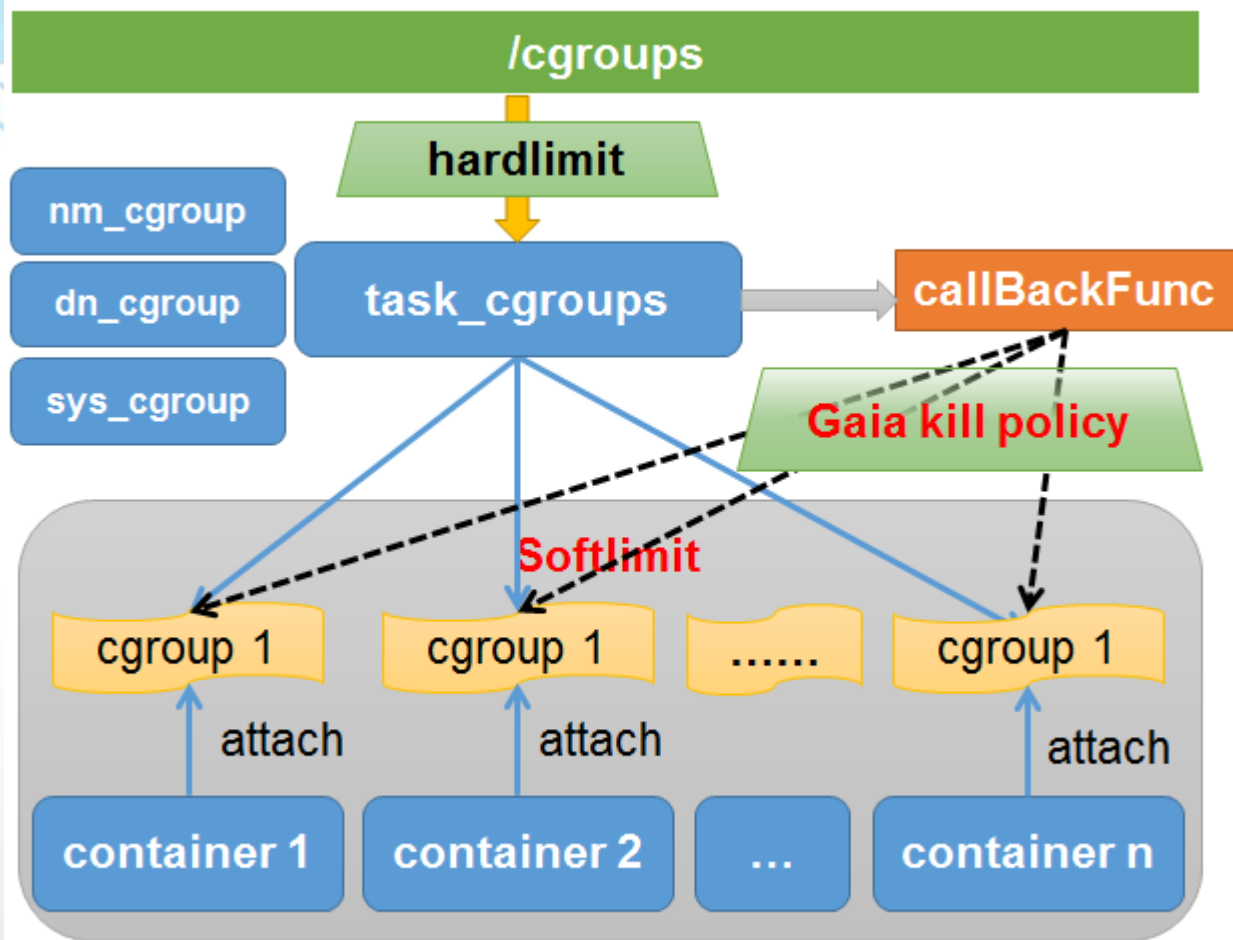 /cgroups
hardlimit
nm_cgroup
dn_cgroup
sys_cgroup
task_cgroups
callBackFunc
Gaia kill policy
Softlimit
cgroup 1
cgroup 1
......
cgroup 1
attach
attach
attach
container 1
container 2
...
container n